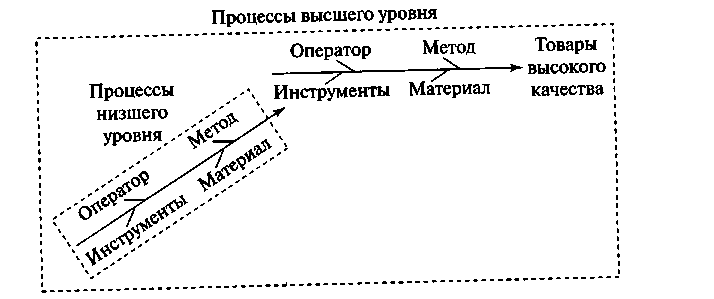 Процессы высшего уровня
Оператор
Метод
Товары
высокого
качества
Инструменты
Материал
Процессы
низшего
уровня
Оператор
Метод
Инструменты
Материал